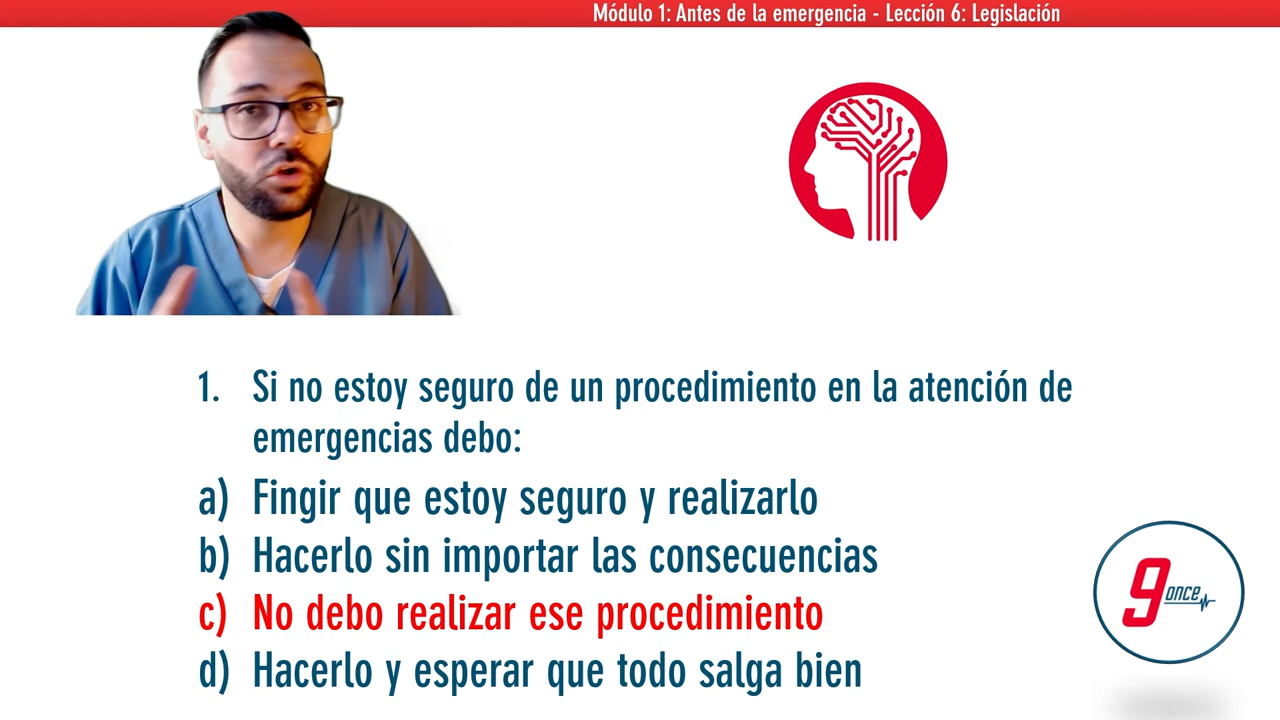 Módulo 1: Antes de la emergencia - Lección 6: Legislación
1. Si no estoy seguro de un procedimiento en la atención de
emergencias debo:
a) Fingir que estoy seguro y realizarlo
b) Hacerlo sin importar las consecuencias
c) No debo realizar ese procedimiento
d) Hacerlo y esperar que todo salga bien
9once